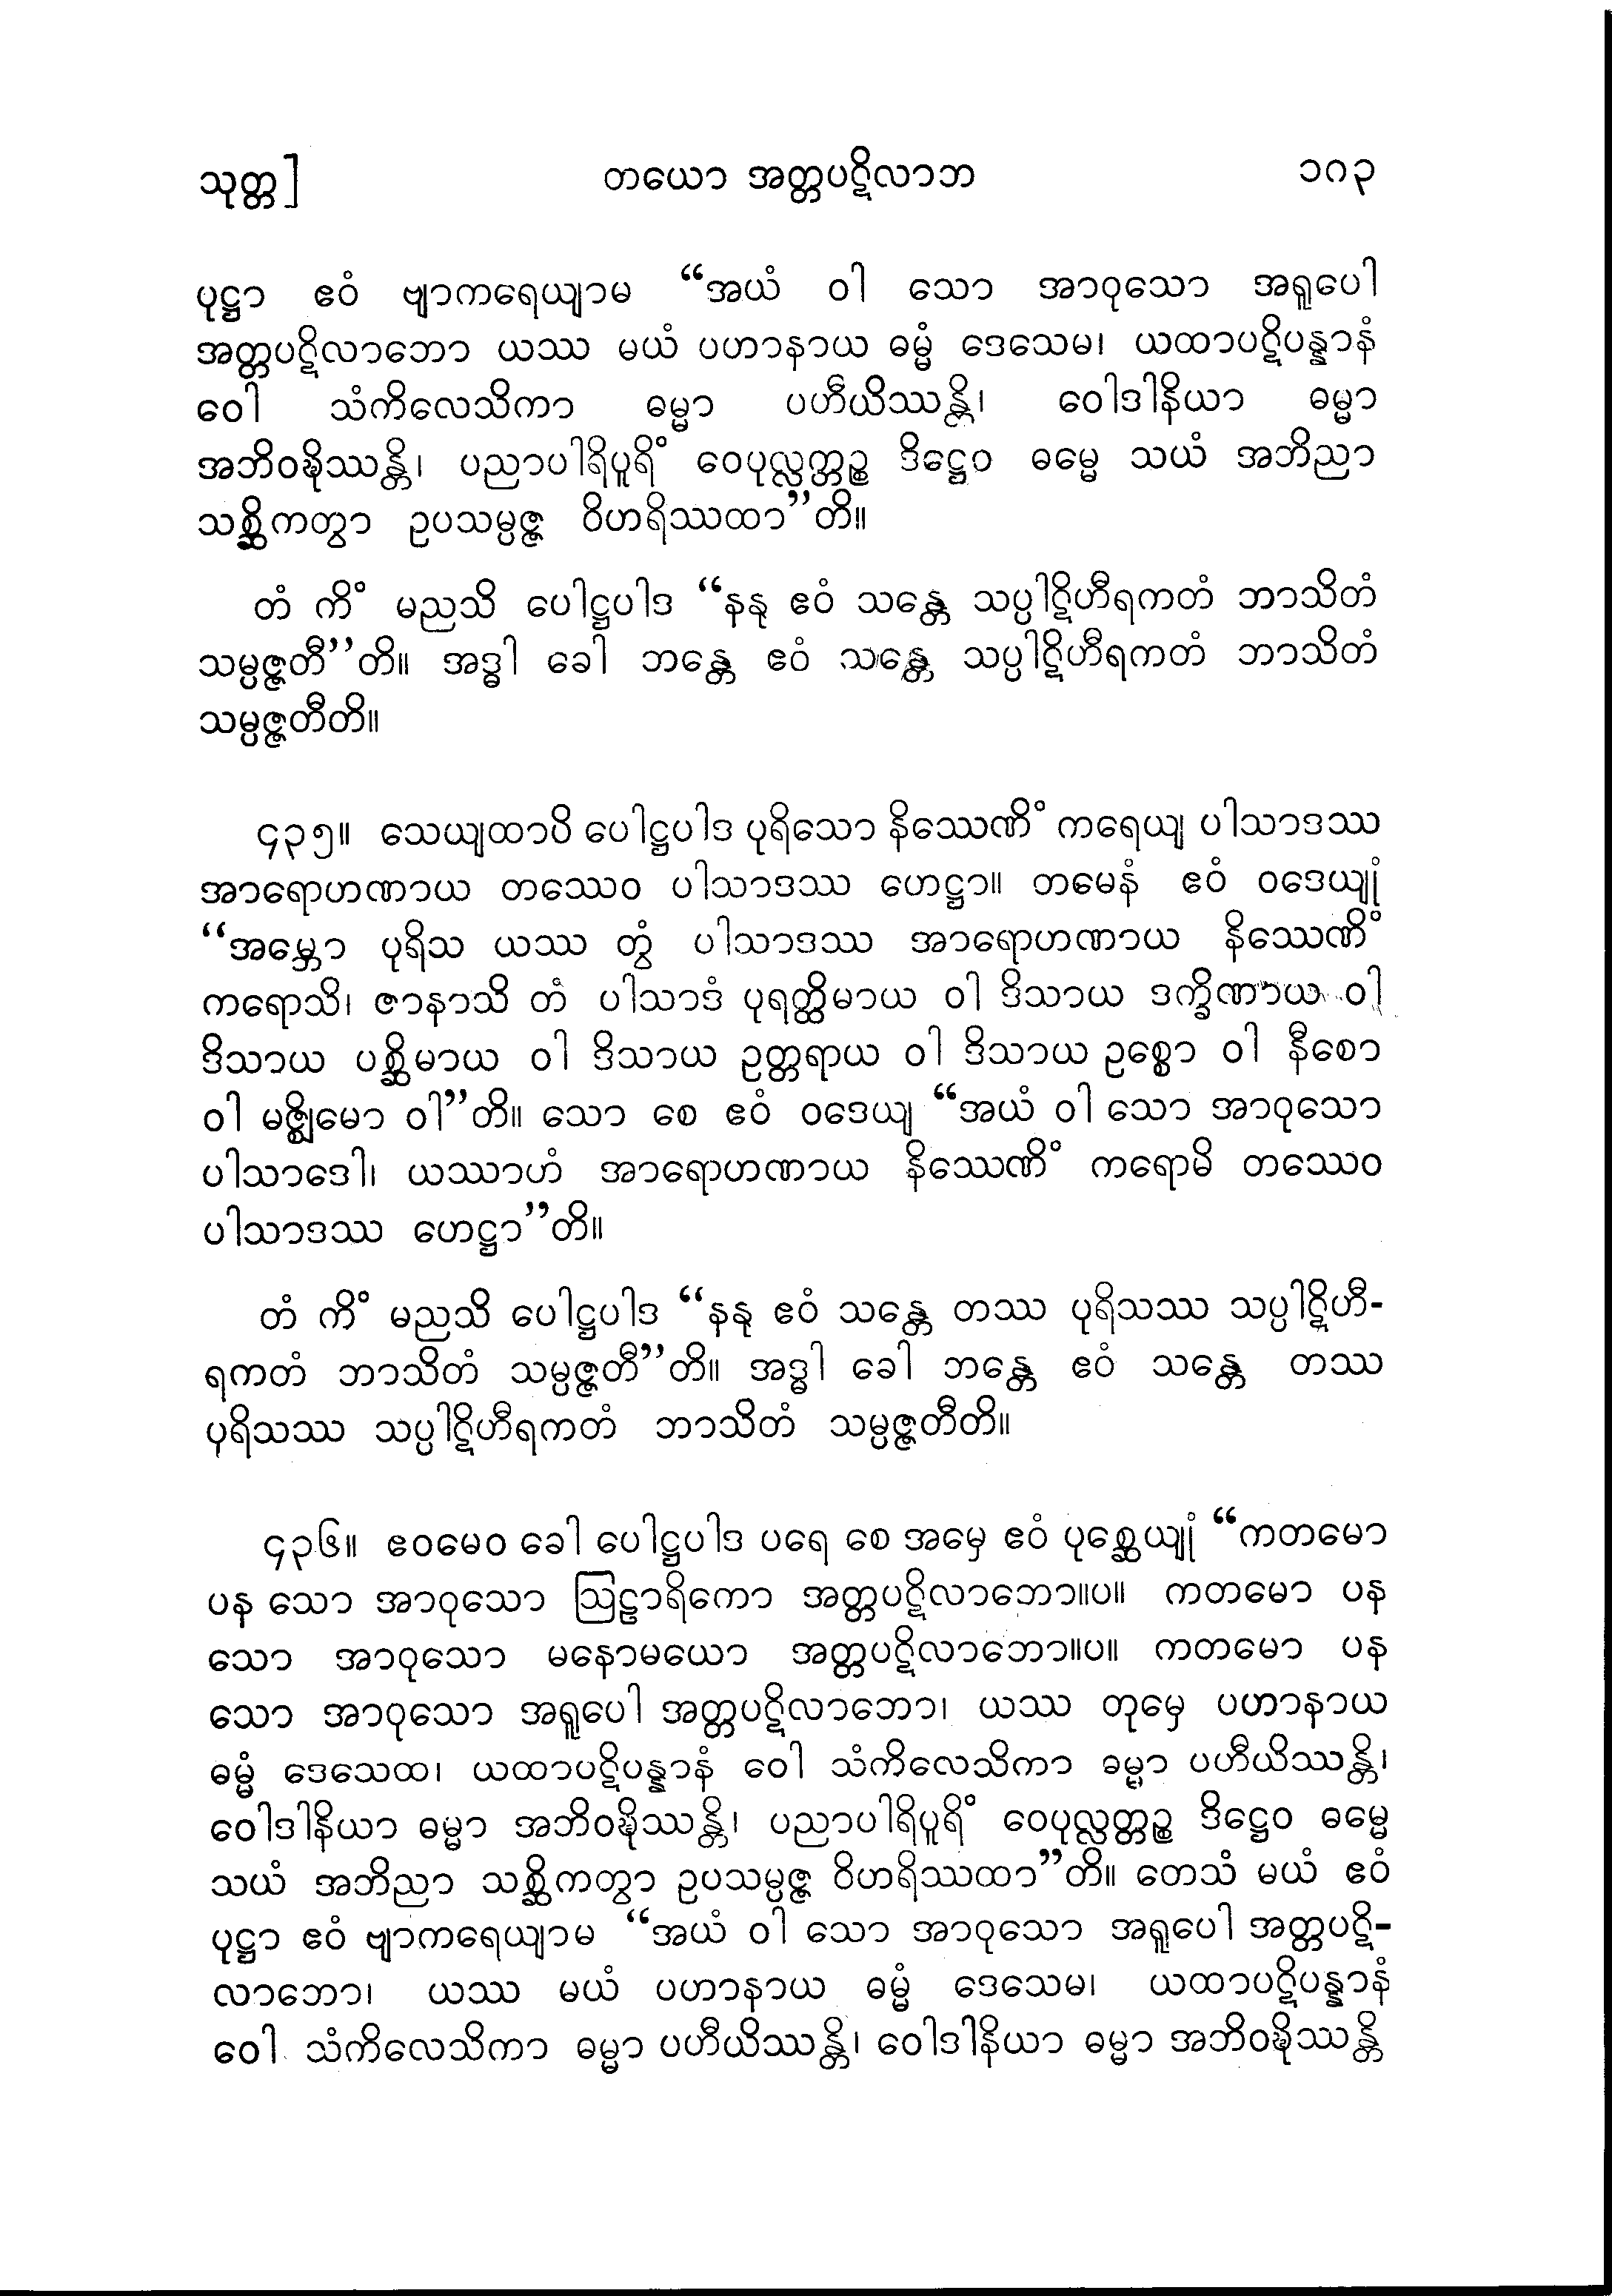 သုတ္တ] တယော အတ္တပဋိလာဘ ၁၈၃
ပုဋ္ဌာ ဧဝံ ဗျာကရေယျာမ “အယံ ဝါ သော အာဝုသော အရူပေါ
အတ္တပဋိလာဘော ယဿ မယံ ပဟာနာယ ဓမ္မံ ဒေသေမ၊ ယထာပဋိပန္နာနံ
ဝေါ သံကိလေသိကာ ဓမ္မာ ပဟီယိဿန္တိ၊ ဝေါဒါနိယာ ဓမ္မာ
အဘိဝဍ္ဎိဿန္တိ၊ ပညာပါရိပူရိံ ဝေပုလ္လတ္တဉ္စ ဒိဋ္ဌေဝ ဓမ္မေ သယံ အဘိညာ
သစ္ဆိကတွာ ဥပသမ္ပဇ္ဇ ဝိဟရိဿထာ”တိ။
တံ ကိံ မညသိ ပေါဋ္ဌပါဒ “နနု ဧဝံ သန္တေ သပ္ပါဋိဟီရကတံ ဘာသိတံ
သမ္ပဇ္ဇတီ”တိ။ အဒ္ဓါ ခေါ ဘန္တေ ဧဝံ သန္တေ သပ္ပါဋိဟီရကတံ ဘာသိတံ
သမ္ပဇ္ဇတီတိ။
၄၃၅။ သေယျထာပိ ပေါဋ္ဌပါဒ ပုရိသော နိဿေဏိံ ကရေယျ ပါသာဒဿ
အာရောဟဏာယ တဿေဝ ပါသာဒဿ ဟေဋ္ဌာ။ တမေနံ ဧဝံ ဝဒေယျုံ
“အမ္ဘော ပုရိသ ယဿ တွံ ပါသာဒဿ အာရောဟဏာယ နိဿေဏိံ
ကရောသိ၊ ဇာနာသိ တံ ပါသာဒံ ပုရတ္ထိမာယ ဝါ ဒိသာယ ဒက္ခိဏာယ ဝါ
ဒိသာယ ပစ္ဆိမာယ ဝါ ဒိသာယ ဥတ္တရာယ ဝါ ဒိသာယ ဥစ္စော ဝါ နီစော
ဝါ မဇ္ဈိမော ဝါ”တိ။ သော စေ ဧဝံ ဝဒေယျ “အယံ ဝါ သော အာဝုသော
ပါသာဒေါ၊ ယဿာဟံ အာရောဟဏာယ နိဿေဏိံ ကရောမိ တဿေဝ
ပါသာဒဿ ဟေဋ္ဌာ”တိ။
တံ ကိံ မညသိ ပေါဋ္ဌပါဒ “နနု ဧဝံ သန္တေ တဿ ပုရိသဿ သပ္ပါဋိဟီ-
ရကတံ ဘာသိတံ သမ္ပဇ္ဇတီ”တိ။ အဒ္ဓါ ခေါ ဘန္တေ ဧဝံ သန္တေ တဿ
ပုရိသဿ သပ္ပါဋိဟီရကတံ ဘာသိတံ သမ္ပဇ္ဇတီတိ။
၄၃၆။ ဧဝမေဝ ခေါ ပေါဋ္ဌပါဒ ပရေ စေ အမှေ ဧဝံ ပုစ္ဆေယျုံ “ကတမော
ပန သော အာဝုသော ဩဠာရိကော အတ္တပဋိလာဘော။ပ။ ကတမော ပန
သော အာဝုသော မနောမယော အတ္တပဋိလာဘော။ပ။ ကတမော ပန
သော အာဝုသော အရူပေါ အတ္တပဋိလာဘော၊ ယဿ တုမှေ ပဟာနာယ
ဓမ္မံ ဒေသေထ၊ ယထာပဋိပန္နာနံ ဝေါ သံကိလေသိကာ ဓမ္မာ ပဟီယိဿန္တိ၊
ဝေါဒါနိယာ ဓမ္မာ အဘိဝဍ္ဎိဿန္တိ၊ ပညာပါရိပူရိံ ဝေပုလ္လတ္တဉ္စ ဒိဋ္ဌေဝ ဓမ္မေ
သယံ အဘိညာ သစ္ဆိကတွာ ဥပသမ္ပဇ္ဇ ဝိဟရိဿထာ”တိ။ တေသံ မယံ ဧဝံ
ပုဋ္ဌာ ဧဝံ ဗျာကရေယျာမ “အယံ ဝါ သော အာဝုသော အရူပေါ အတ္တပဋိ-
လာဘော၊ ယဿ မယံ ပဟာနာယ ဓမ္မံ ဒေသေမ၊ ယထာပဋိပန္နာနံ
ဝေါ သံကိလေသိကာ ဓမ္မာ ပဟီယိဿန္တိ၊ ဝေါဒါနိယာ ဓမ္မာ အဘိဝဍ္ဎိဿန္တိ